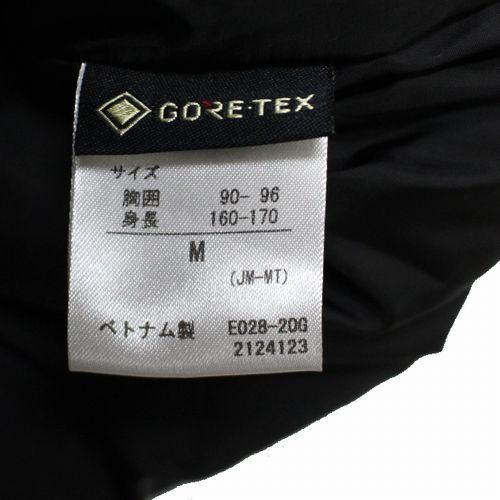 GORE-TEX
サイズ
胸囲 90- 96
身長 160-170
M
(JM-MT)
ベトナム製 E028-20G
2124123